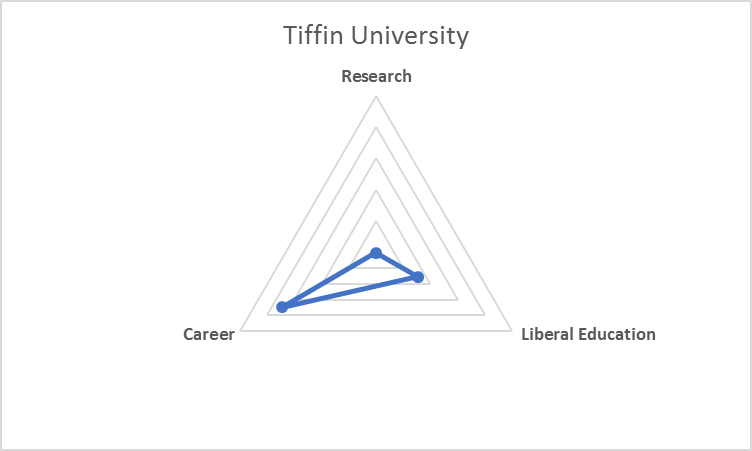 Tiffin University
Research
Career
Liberal Education